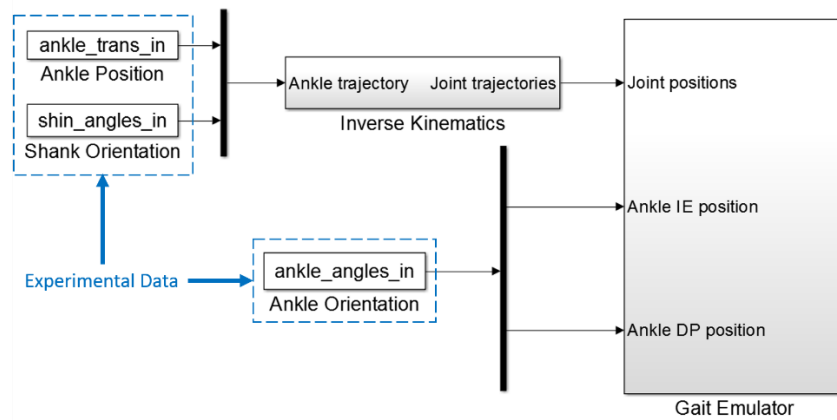 ankle_trans_in
Ankle Position
shin_angles_in
Shank Orientation
Ankle trajectory Joint trajectories
Inverse Kinematics
Joint positions
Ankle IE position
Experimental Data
ankle_angles_in
Ankle Orientation
Ankle DP position
Gait Emulator